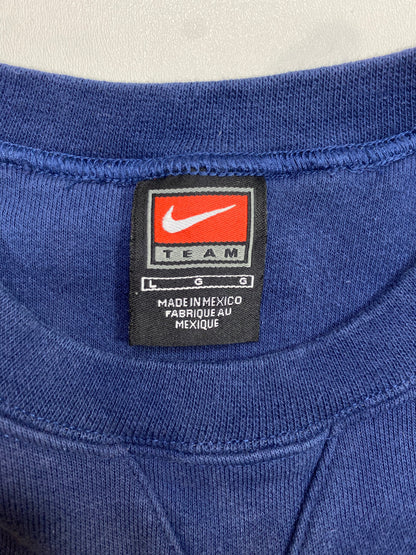 TEAM
L G G
MADE IN MEXICO
FABRIQUE AU
MEXIQUE